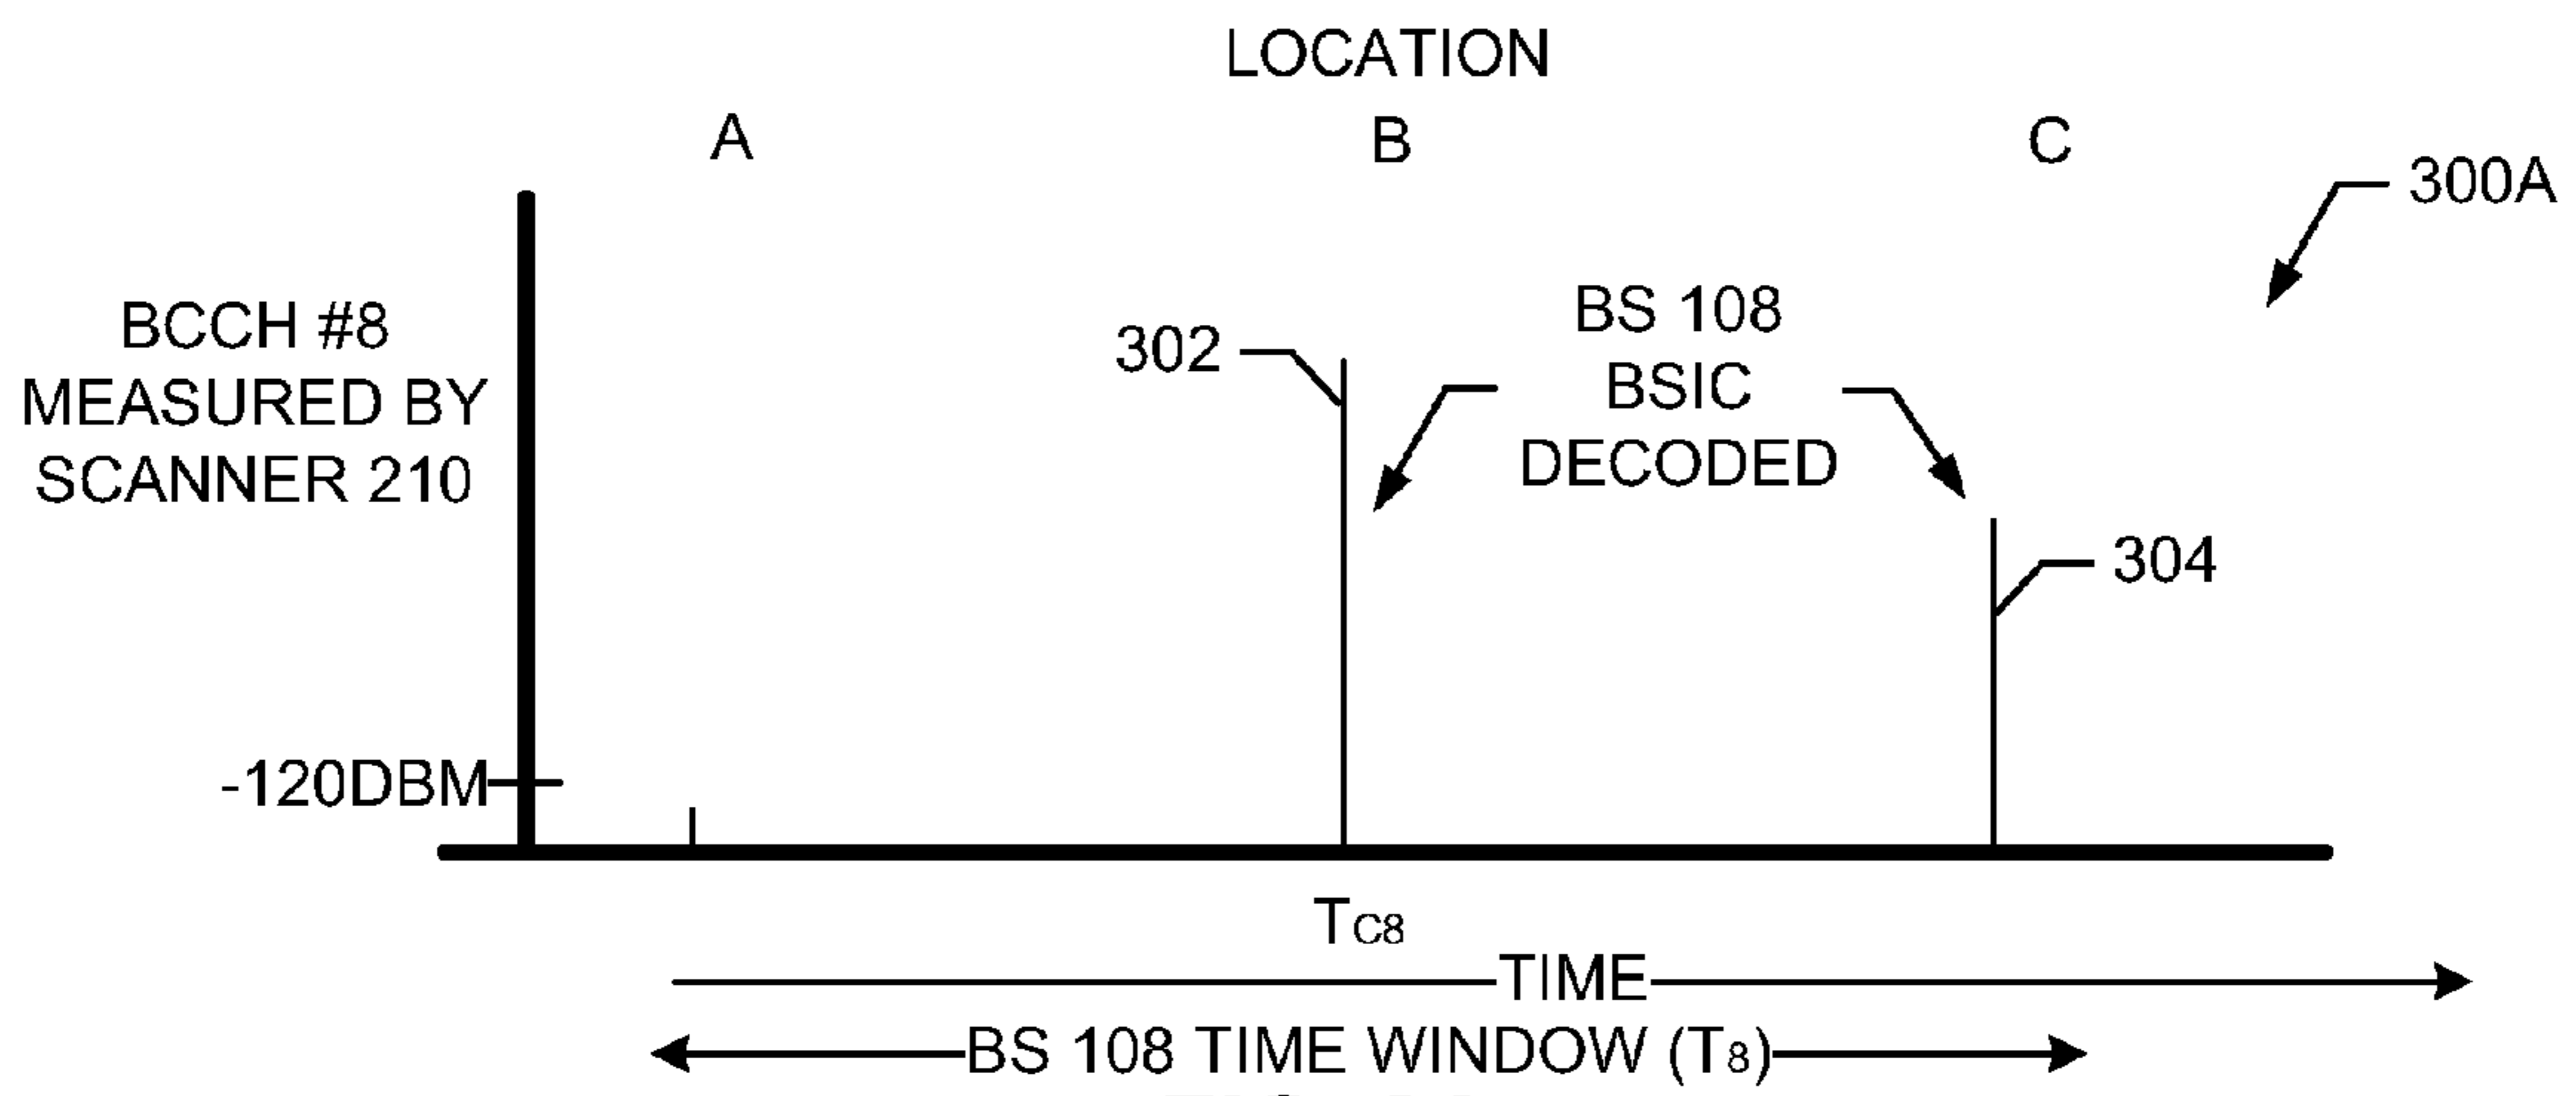 LOCATION
A B C
300A
BCCH #8
MEASURED BY
SCANNER 210
302
BS 108
BSIC
DECODED
304
-120DBM
TC8
TIME
BS 108 TIME WINDOW (T8)